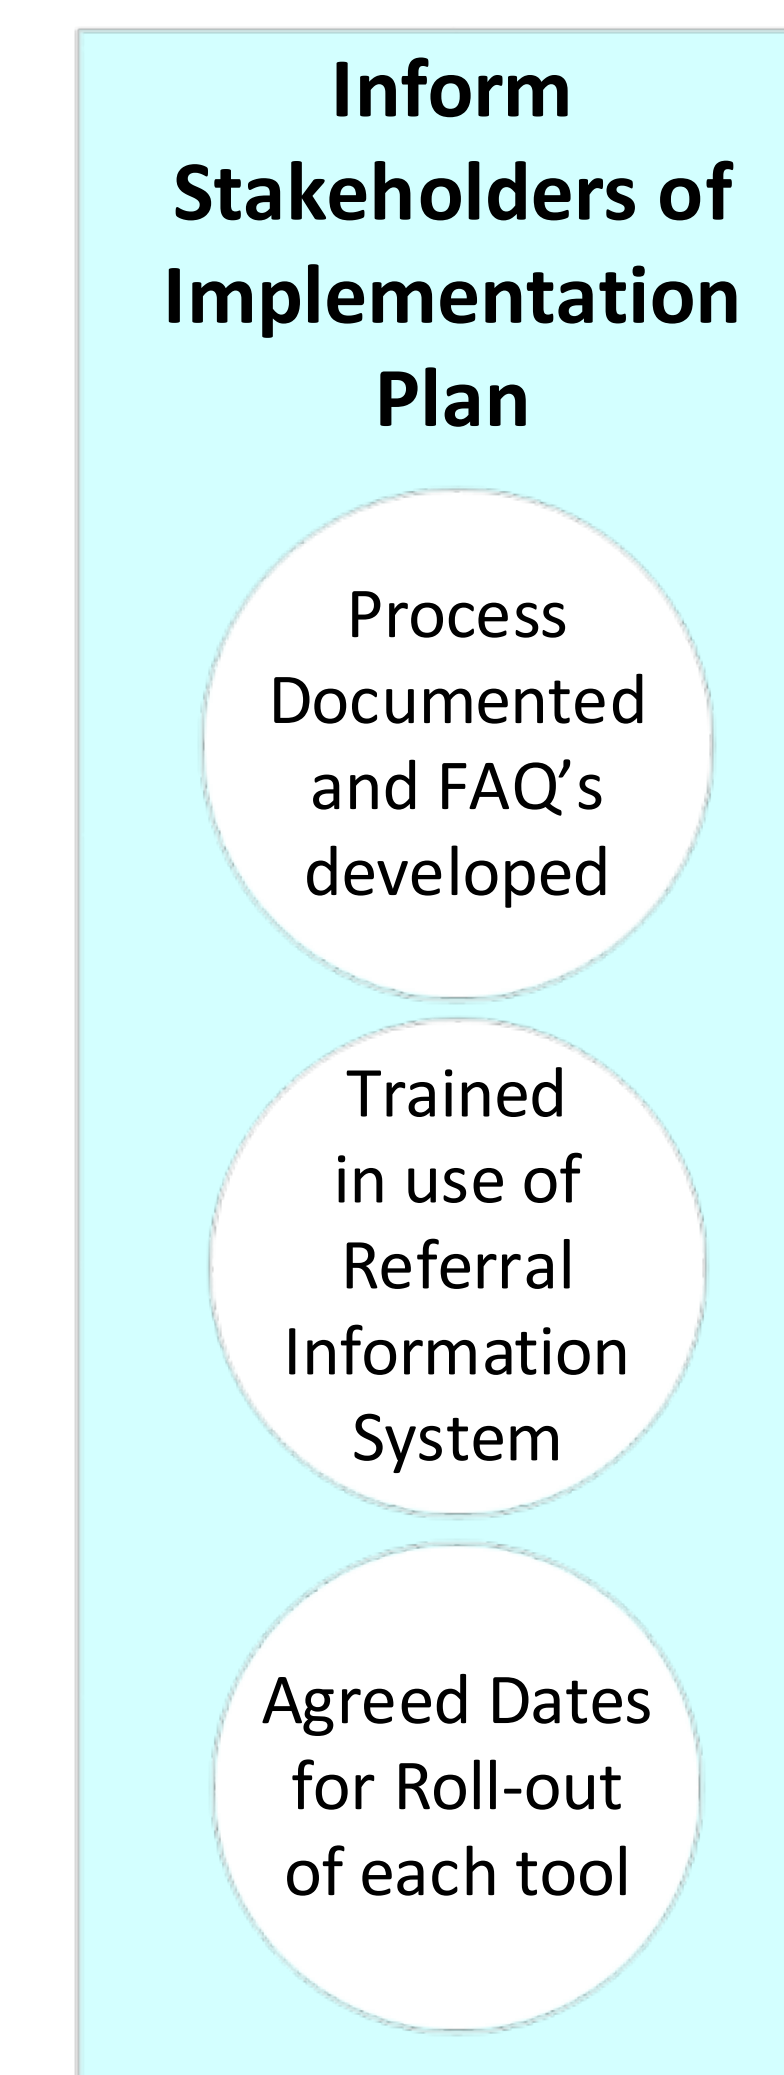 Inform
Stakeholders of
Implementation
Plan
Process
Documented
and FAQ’s
developed
Trained
in use of
Referral
Information
System
Agreed Dates
for Roll-out
of each tool